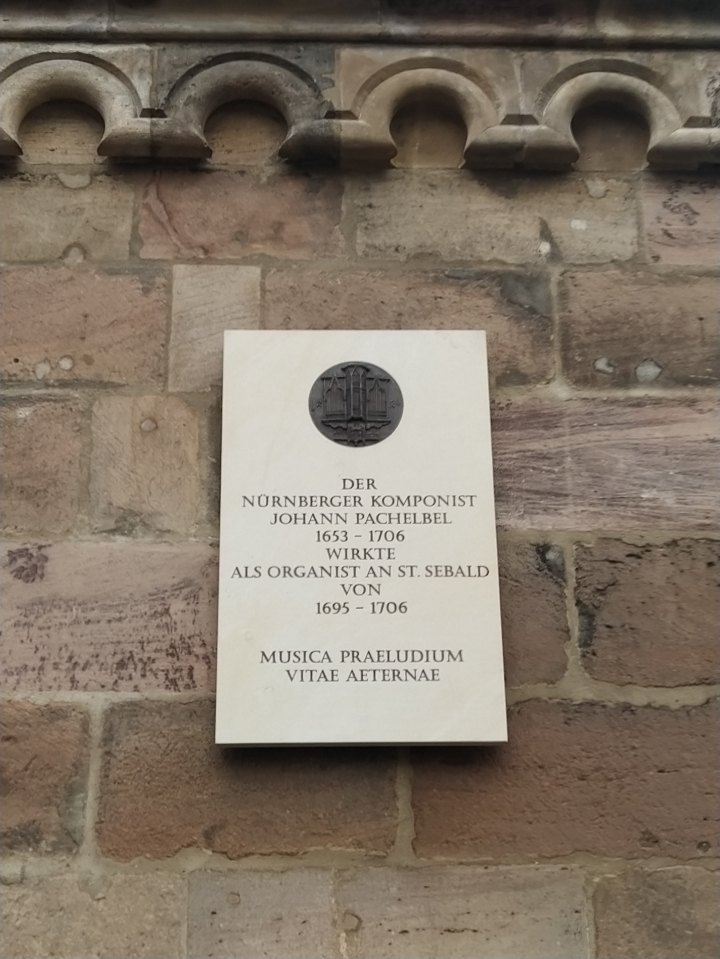 DER
NÜRNBERGER KOMPONIST
JOHANN PACHELBEL
1653 - 1706
WIRKTE
ALS ORGANIST AN ST. SEBALD
VON
1695 - 1706
MUSICA PRAELUDIUM
VITAE AETERNAE